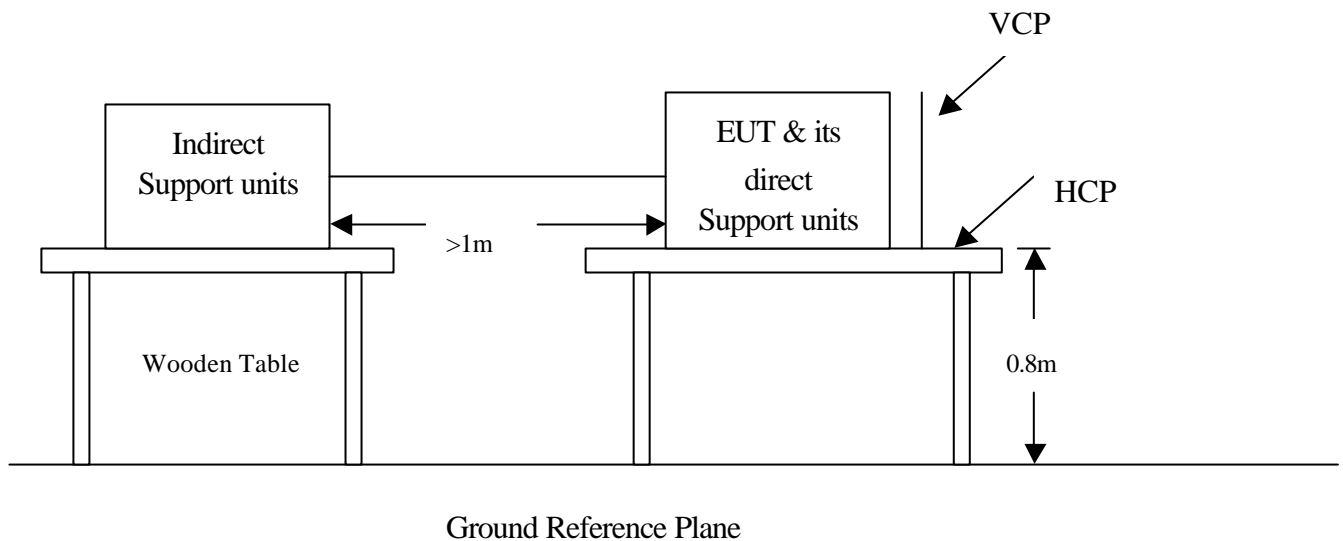 VCP
Indirect
Support units
EUT & its
direct
Support units
HCP
>1m
Wooden Table
0.8m
Ground Reference Plane